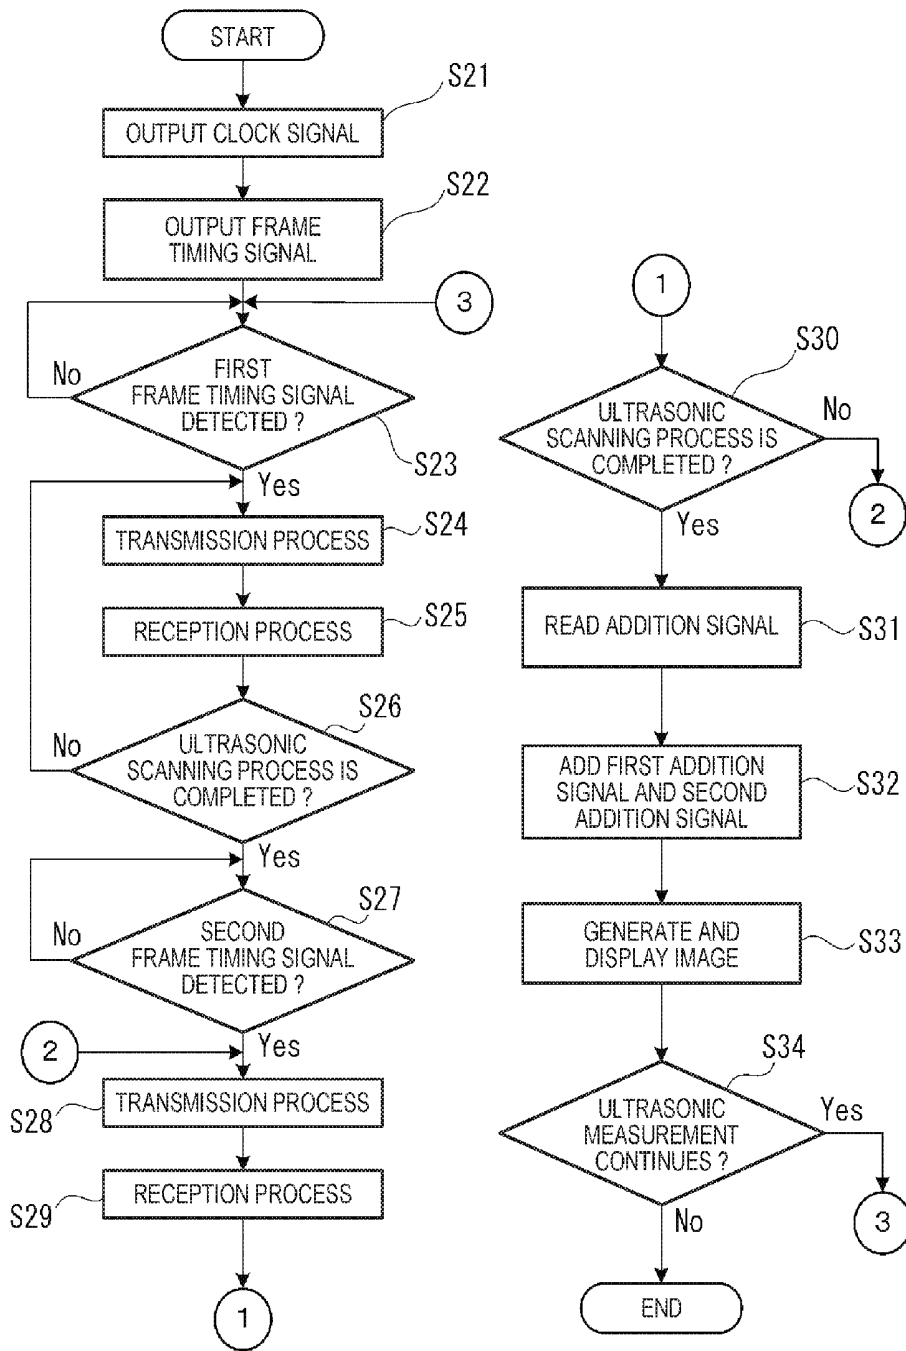 START
S21
OUTPUT CLOCK SIGNAL
S22
OUTPUT FRAME
TIMING SIGNAL
3
No
FIRST
FRAME TIMING SIGNAL
DETECTED ?
S23
Yes
S24
TRANSMISSION PROCESS
S25
RECEPTION PROCESS
S26
No
ULTRASONIC
SCANNING PROCESS IS
COMPLETED ?
Yes
S27
No
SECOND
FRAME TIMING SIGNAL
DETECTED ?
2
Yes
TRANSMISSION PROCESS
S28
RECEPTION PROCESS
S29
1
1
S30
ULTRASONIC
SCANNING PROCESS IS
COMPLETED ?
No
2
Yes
READ ADDITION SIGNAL
S31
ADD FIRST ADDITION
SIGNAL AND SECOND
ADDITION SIGNAL
S32
GENERATE AND
DISPLAY IMAGE
S33
S34
ULTRASONIC
MEASUREMENT
CONTINUES ?
Yes
3
No
END